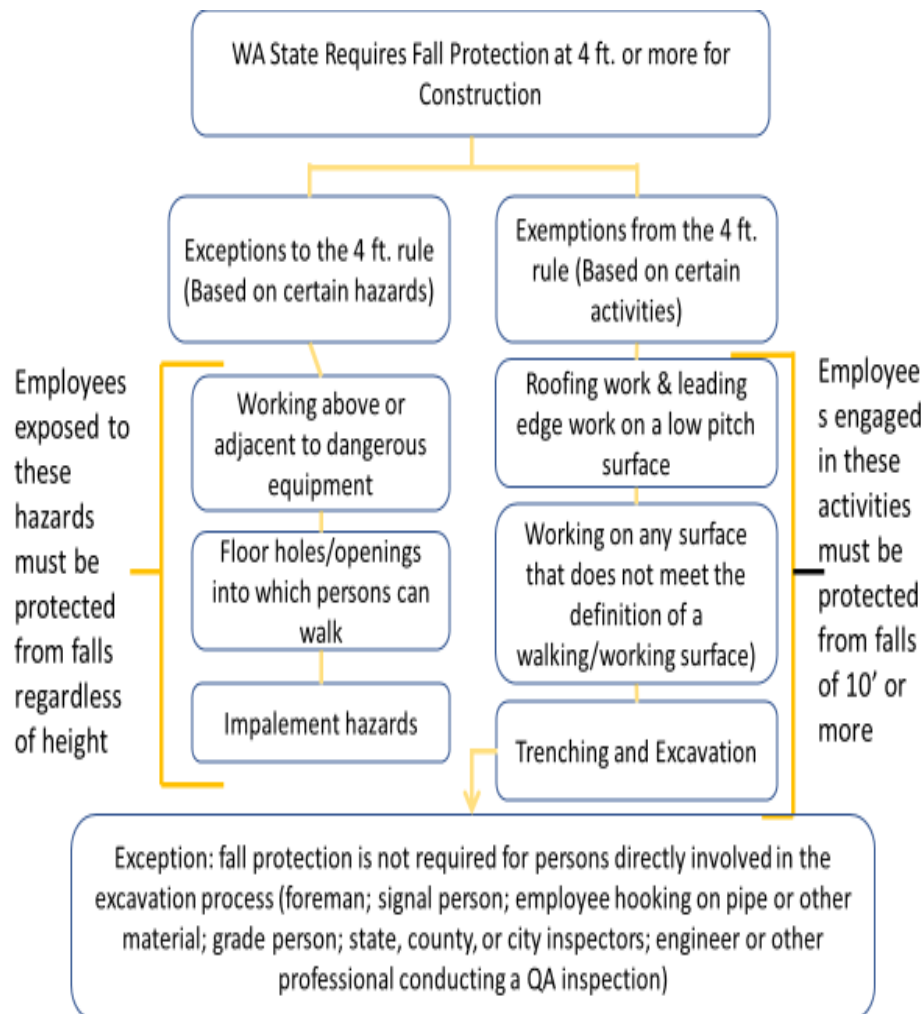 WA State Requires Fall Protection at 4 ft. or more for
Construction
Exceptions to the 4 ft. rule
(Based on certain hazards)
Exemptions from the 4 ft.
rule (Based on certain
activities)
Employees
exposed to
these
hazards
must be
protected
from falls
regardless
of height
Working above or
adjacent to dangerous
equipment
Floor holes/openings
into which persons can
walk
Impalement hazards
Roofing work & leading
edge work on a low pitch
surface
Working on any surface
that does not meet the
definition of a
walking/working surface)
Trenching and Excavation
Employee
s engaged
in these
activities
must be
protected
from falls
of 10' or
more
Exception: fall protection is not required for persons directly involved in the
excavation process (foreman; signal person; employee hooking on pipe or other
material; grade person; state, county, or city inspectors; engineer or other
professional conducting a QA inspection)